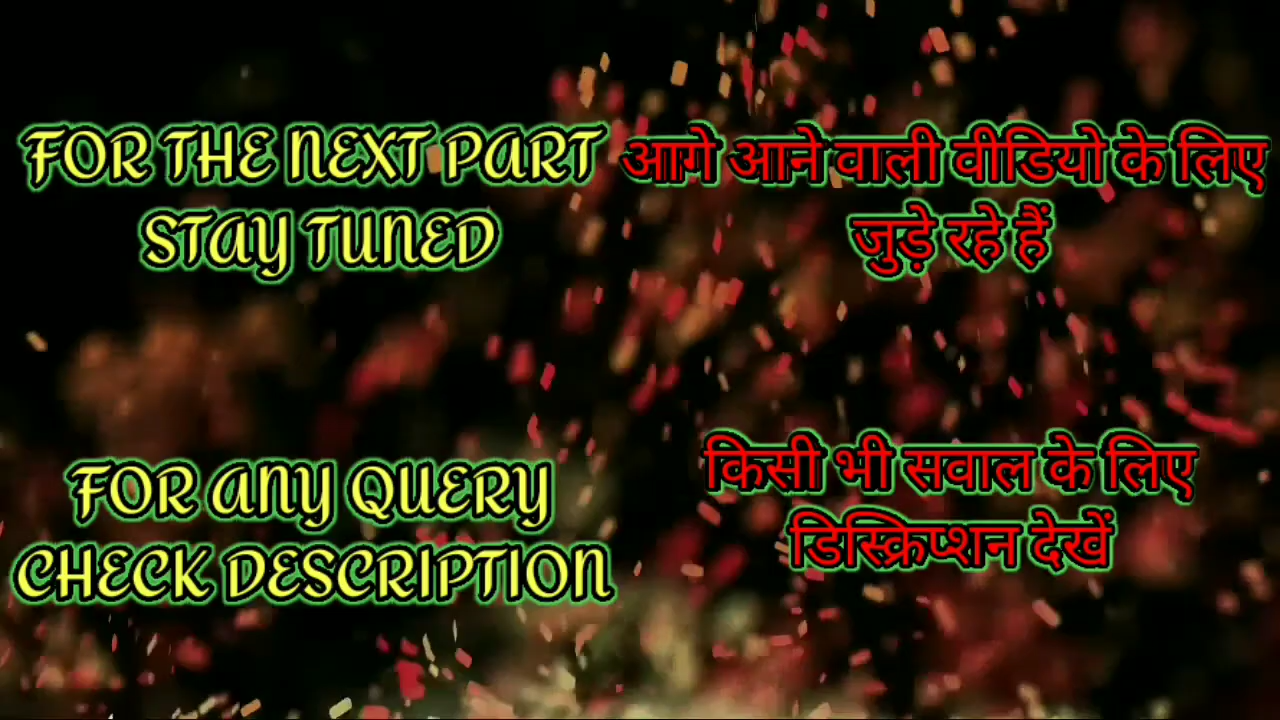 FOR THE NEXT PART
STAY TUNED
आगे आने वाली वीडियो के लिए
जुड़े रहे हैं
FOR ANY QUERY
CHECK DESCRIPTION
किसी भी सवाल के लिए
डिस्क्रिप्शन देखें